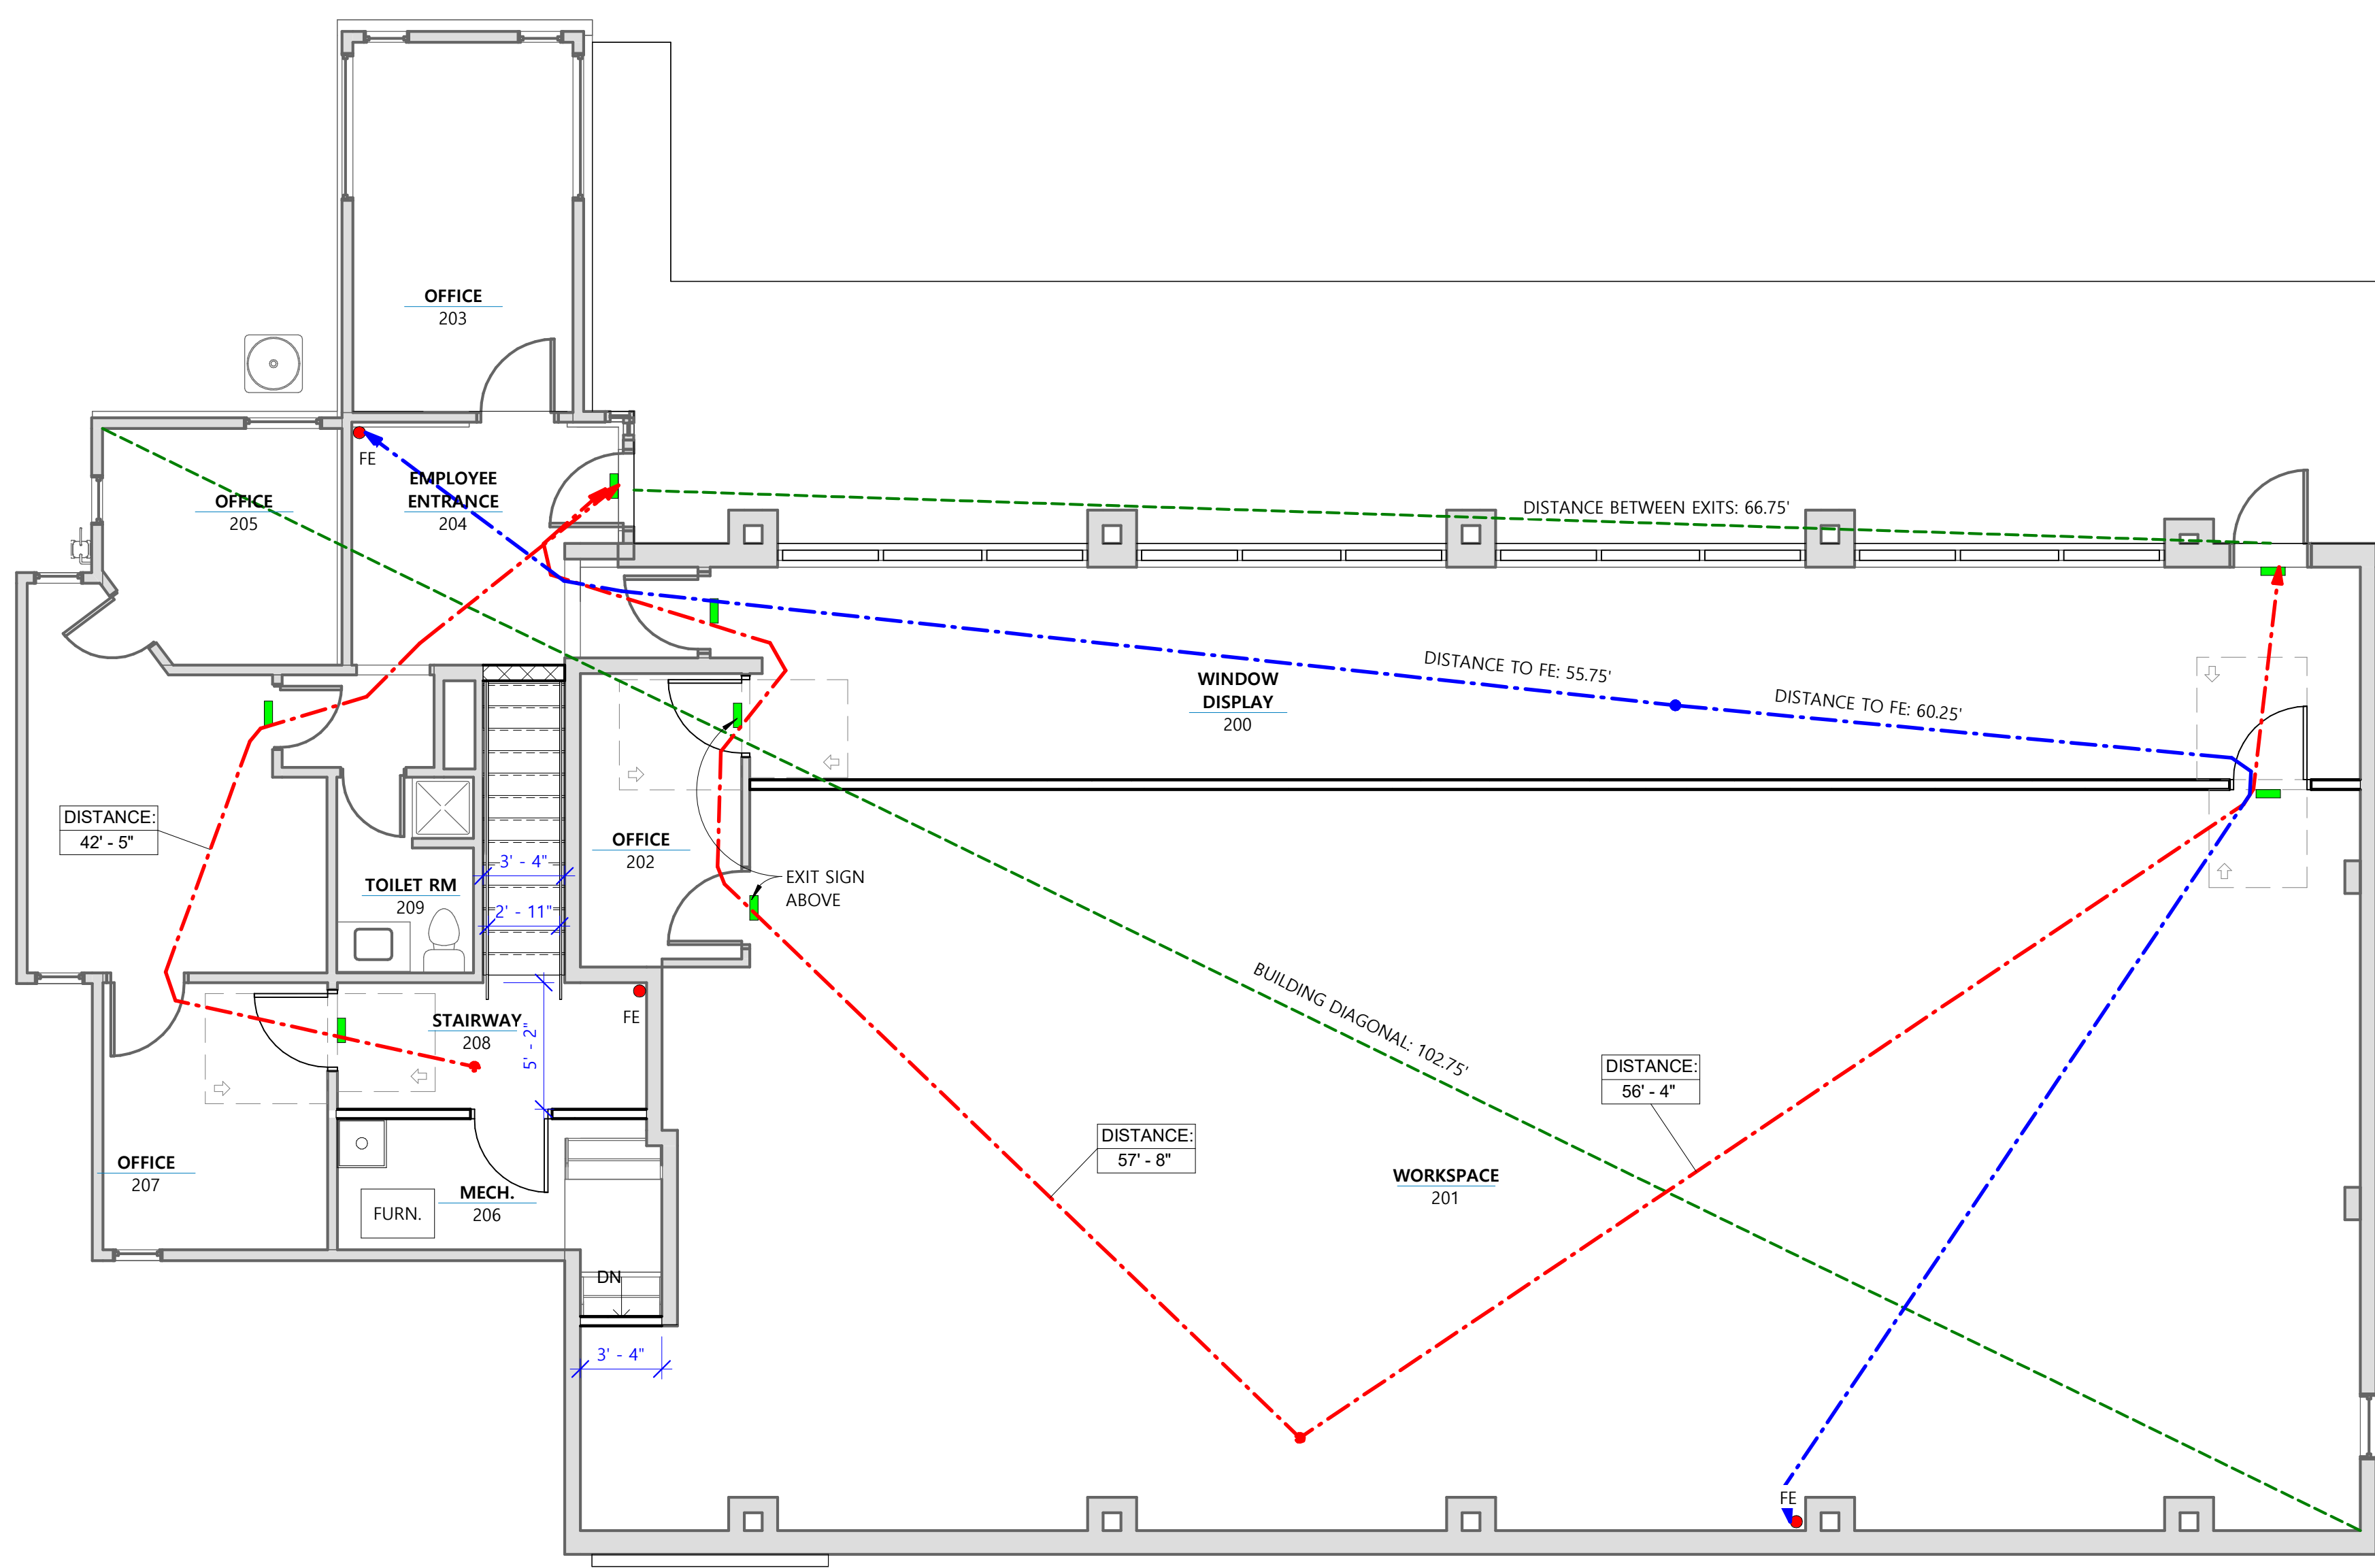 OFFICE
203
FE
EMPLOYEE
ENTRANCE
204
OFFICE
205
DISTANCE BETWEEN EXITS: 66.75'
DISTANCE TO FE: 55.75'
DISTANCE TO FE: 60.25'
WINDOW
DISPLAY
200
DISTANCE:
42' - 5"
OFFICE
202
3' - 4"
TOILET RM
209
2' - 11"
EXIT SIGN
ABOVE
BUILDING DIAGONAL: 102.75'
STAIRWAY
208
5' - 2"
FE
DISTANCE:
56' - 4"
DISTANCE:
57' - 8"
OFFICE
207
MECH.
206
FURN.
WORKSPACE
201
DN
3' - 4"
FE